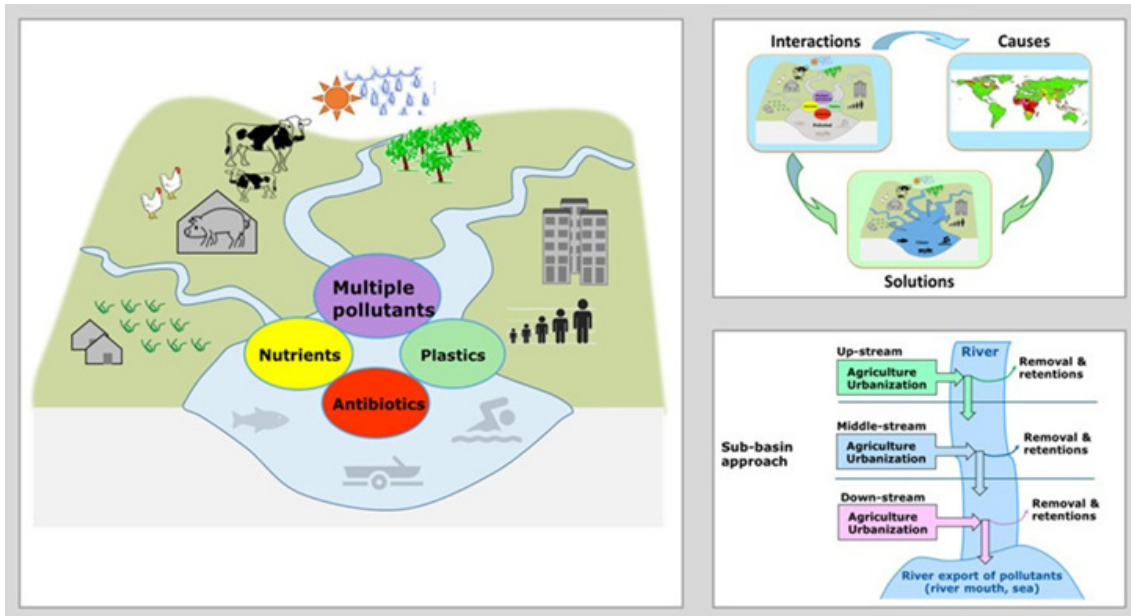 Multiple
pollutants
Nutrients
Plastics
Antibiotics
Interactions
Causes
Solutions
Up-stream
River
Agriculture
Urbanization
Removal &
retentions
Middle-stream
Agriculture
Urbanization
Removal &
retentions
Sub-basin
approach
Down-stream
Agriculture
Urbanization
Removal &
retentions
River export of pollutants
(river mouth, sea)